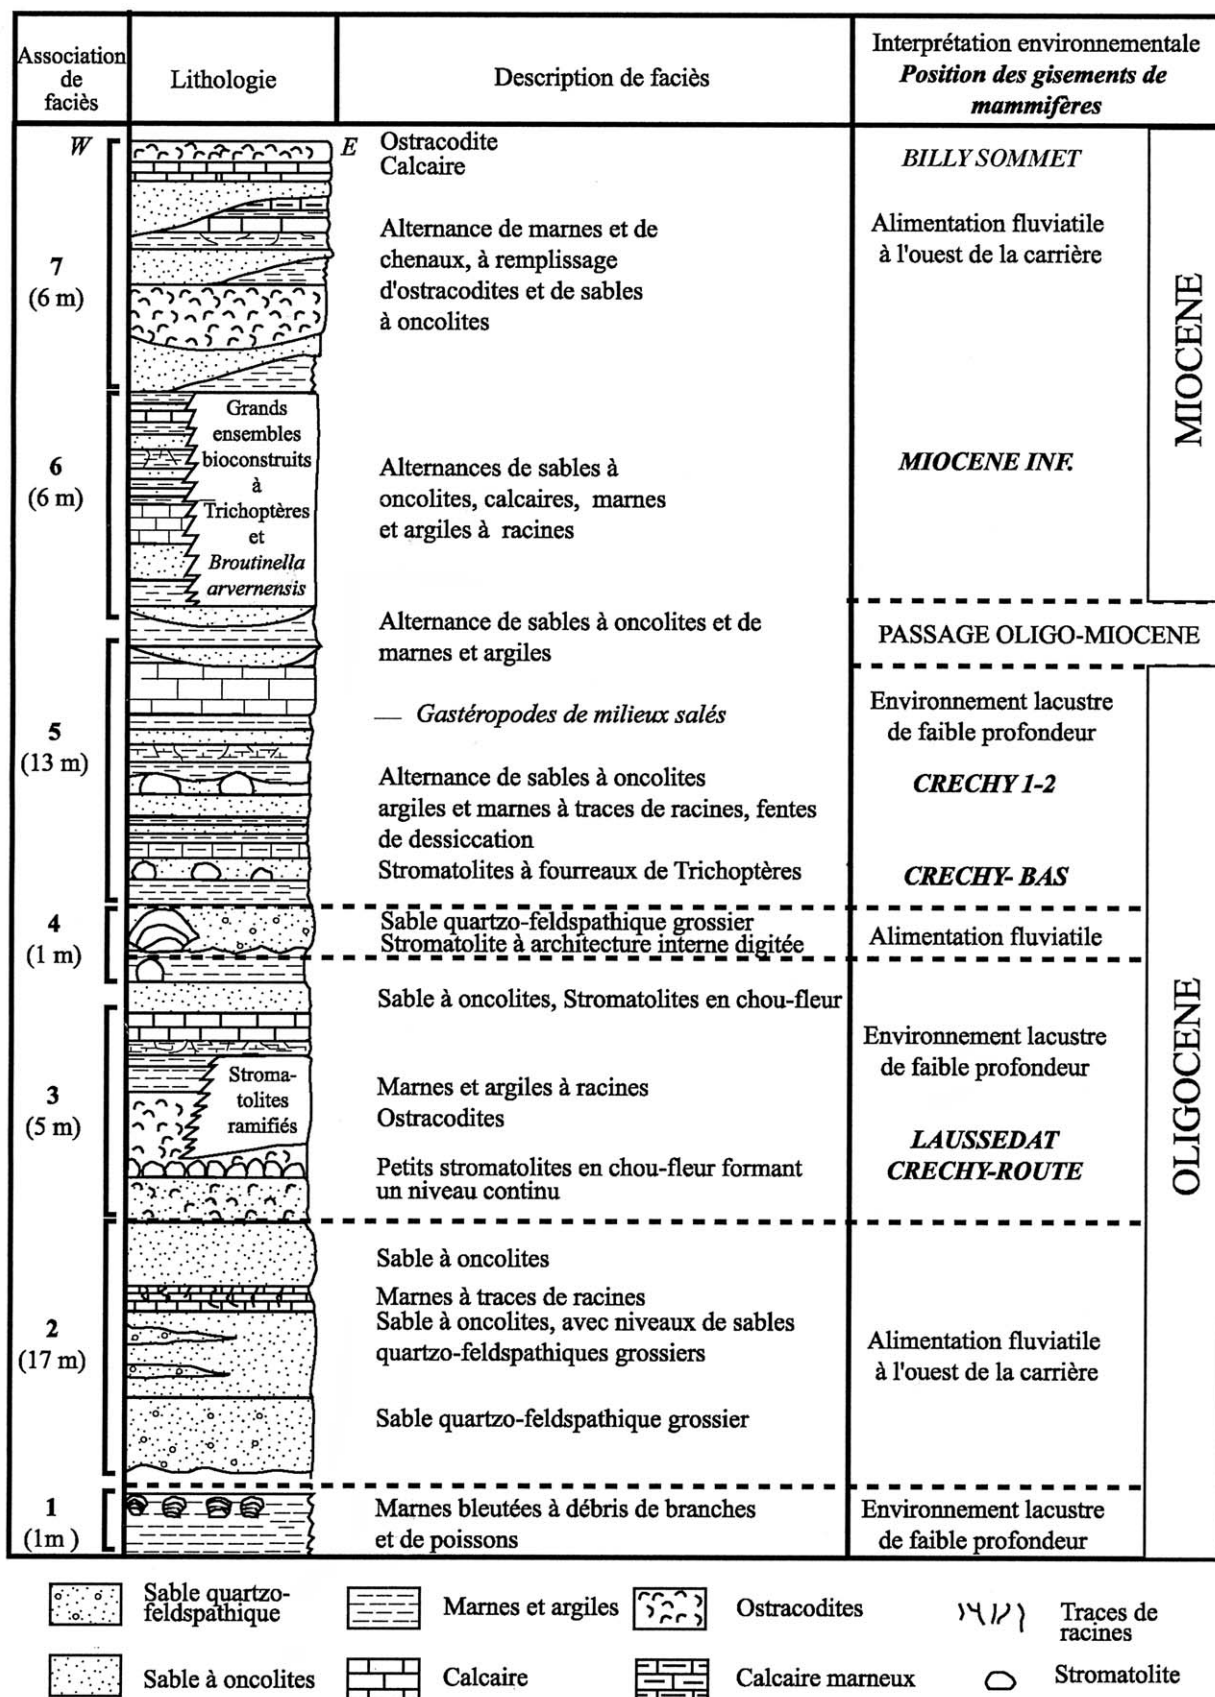 Association
de
faciès
Lithologie
Description de faciès
Interprétation environnementale
Position des gisements de
mammifères
W
E
Ostracodite
Calcaire
BILLY SOMMET
7
(6 m)
Alternance de marnes et de
chenaux, à remplissage
d'ostracodites et de sables
à oncolites
Alimentation fluviatile
à l'ouest de la carrière
MIOCENE
6
(6 m)
Grands
ensembles
bioconstruits
à
Trichoptères
et
Broutinella
arvernensis
Alternances de sables à
oncolites, calcaires, marnes
et argiles à racines
MIOCENE INF.
Alternance de sables à oncolites et de
marnes et argiles
PASSAGE OLIGO-MIOCENE
5
(13 m)
— Gastéropodes de milieux salés
Environnement lacustre
de faible profondeur
Alternance de sables à oncolites
argiles et marnes à traces de racines, fentes
de dessiccation
Stromatolites à fourreaux de Trichoptères
CRECHY 1-2
CRECHY- BAS
4
(1 m)
Sable quartzo-feldspathique grossier
Stromatolite à architecture interne digitée
Alimentation fluviatile
OLIGOCENE
3
(5 m)
Stroma-
tolites
ramifiés
Sable à oncolites, Stromatolites en chou-fleur
Marnes et argiles à racines
Ostracodites
Petits stromatolites en chou-fleur formant
un niveau continu
Environnement lacustre
de faible profondeur
LAUSSEDAT
CRECHY-ROUTE
2
(17 m)
Sable à oncolites
Marnes à traces de racines
Sable à oncolites, avec niveaux de sables
quartzo-feldspathiques grossiers
Sable quartzo-feldspathique grossier
Alimentation fluviatile
à l'ouest de la carrière
1
(1m )
Marnes bleutées à débris de branches
et de poissons
Environnement lacustre
de faible profondeur
Sable quartzo-
feldspathique
Marnes et argiles
Ostracodites
Traces de
racines
Sable à oncolites
Calcaire
Calcaire marneux
Stromatolite